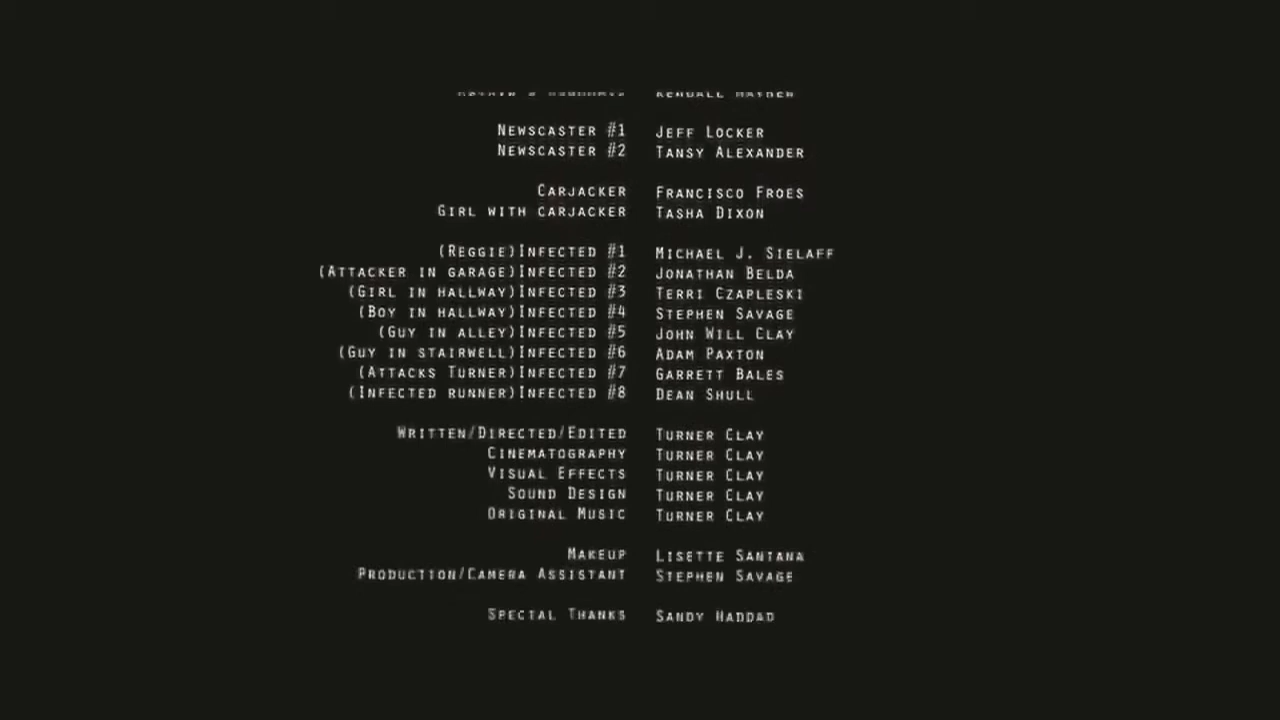 Kendall Hayden
Newscaster #1 Jeff Locker
Newscaster #2 Tansy Alexander
Carjacker Francisco Froes
Girl with carjacker Tasha Dixon
(Reggie)Infected #1 Michael J. Sielaff
(Attacker in garage)Infected #2 Jonathan Belda
(Girl in hallway)Infected #3 Terri Czapleski
(Boy in hallway)Infected #4 Stephen Savage
(Guy in alley)Infected #5 John Will Clay
(Guy in stairwell)Infected #6 Adam Paxton
(Attacks Turner)Infected #7 Garrett Bales
(Infected runner)Infected #8 Dean Shull
Written/Directed/Edited Turner Clay
Cinematography Turner Clay
Visual Effects Turner Clay
Sound Design Turner Clay
Original Music Turner Clay
Makeup Lisette Santana
Production/Camera Assistant Stephen Savage
Special Thanks Sandy Haddad